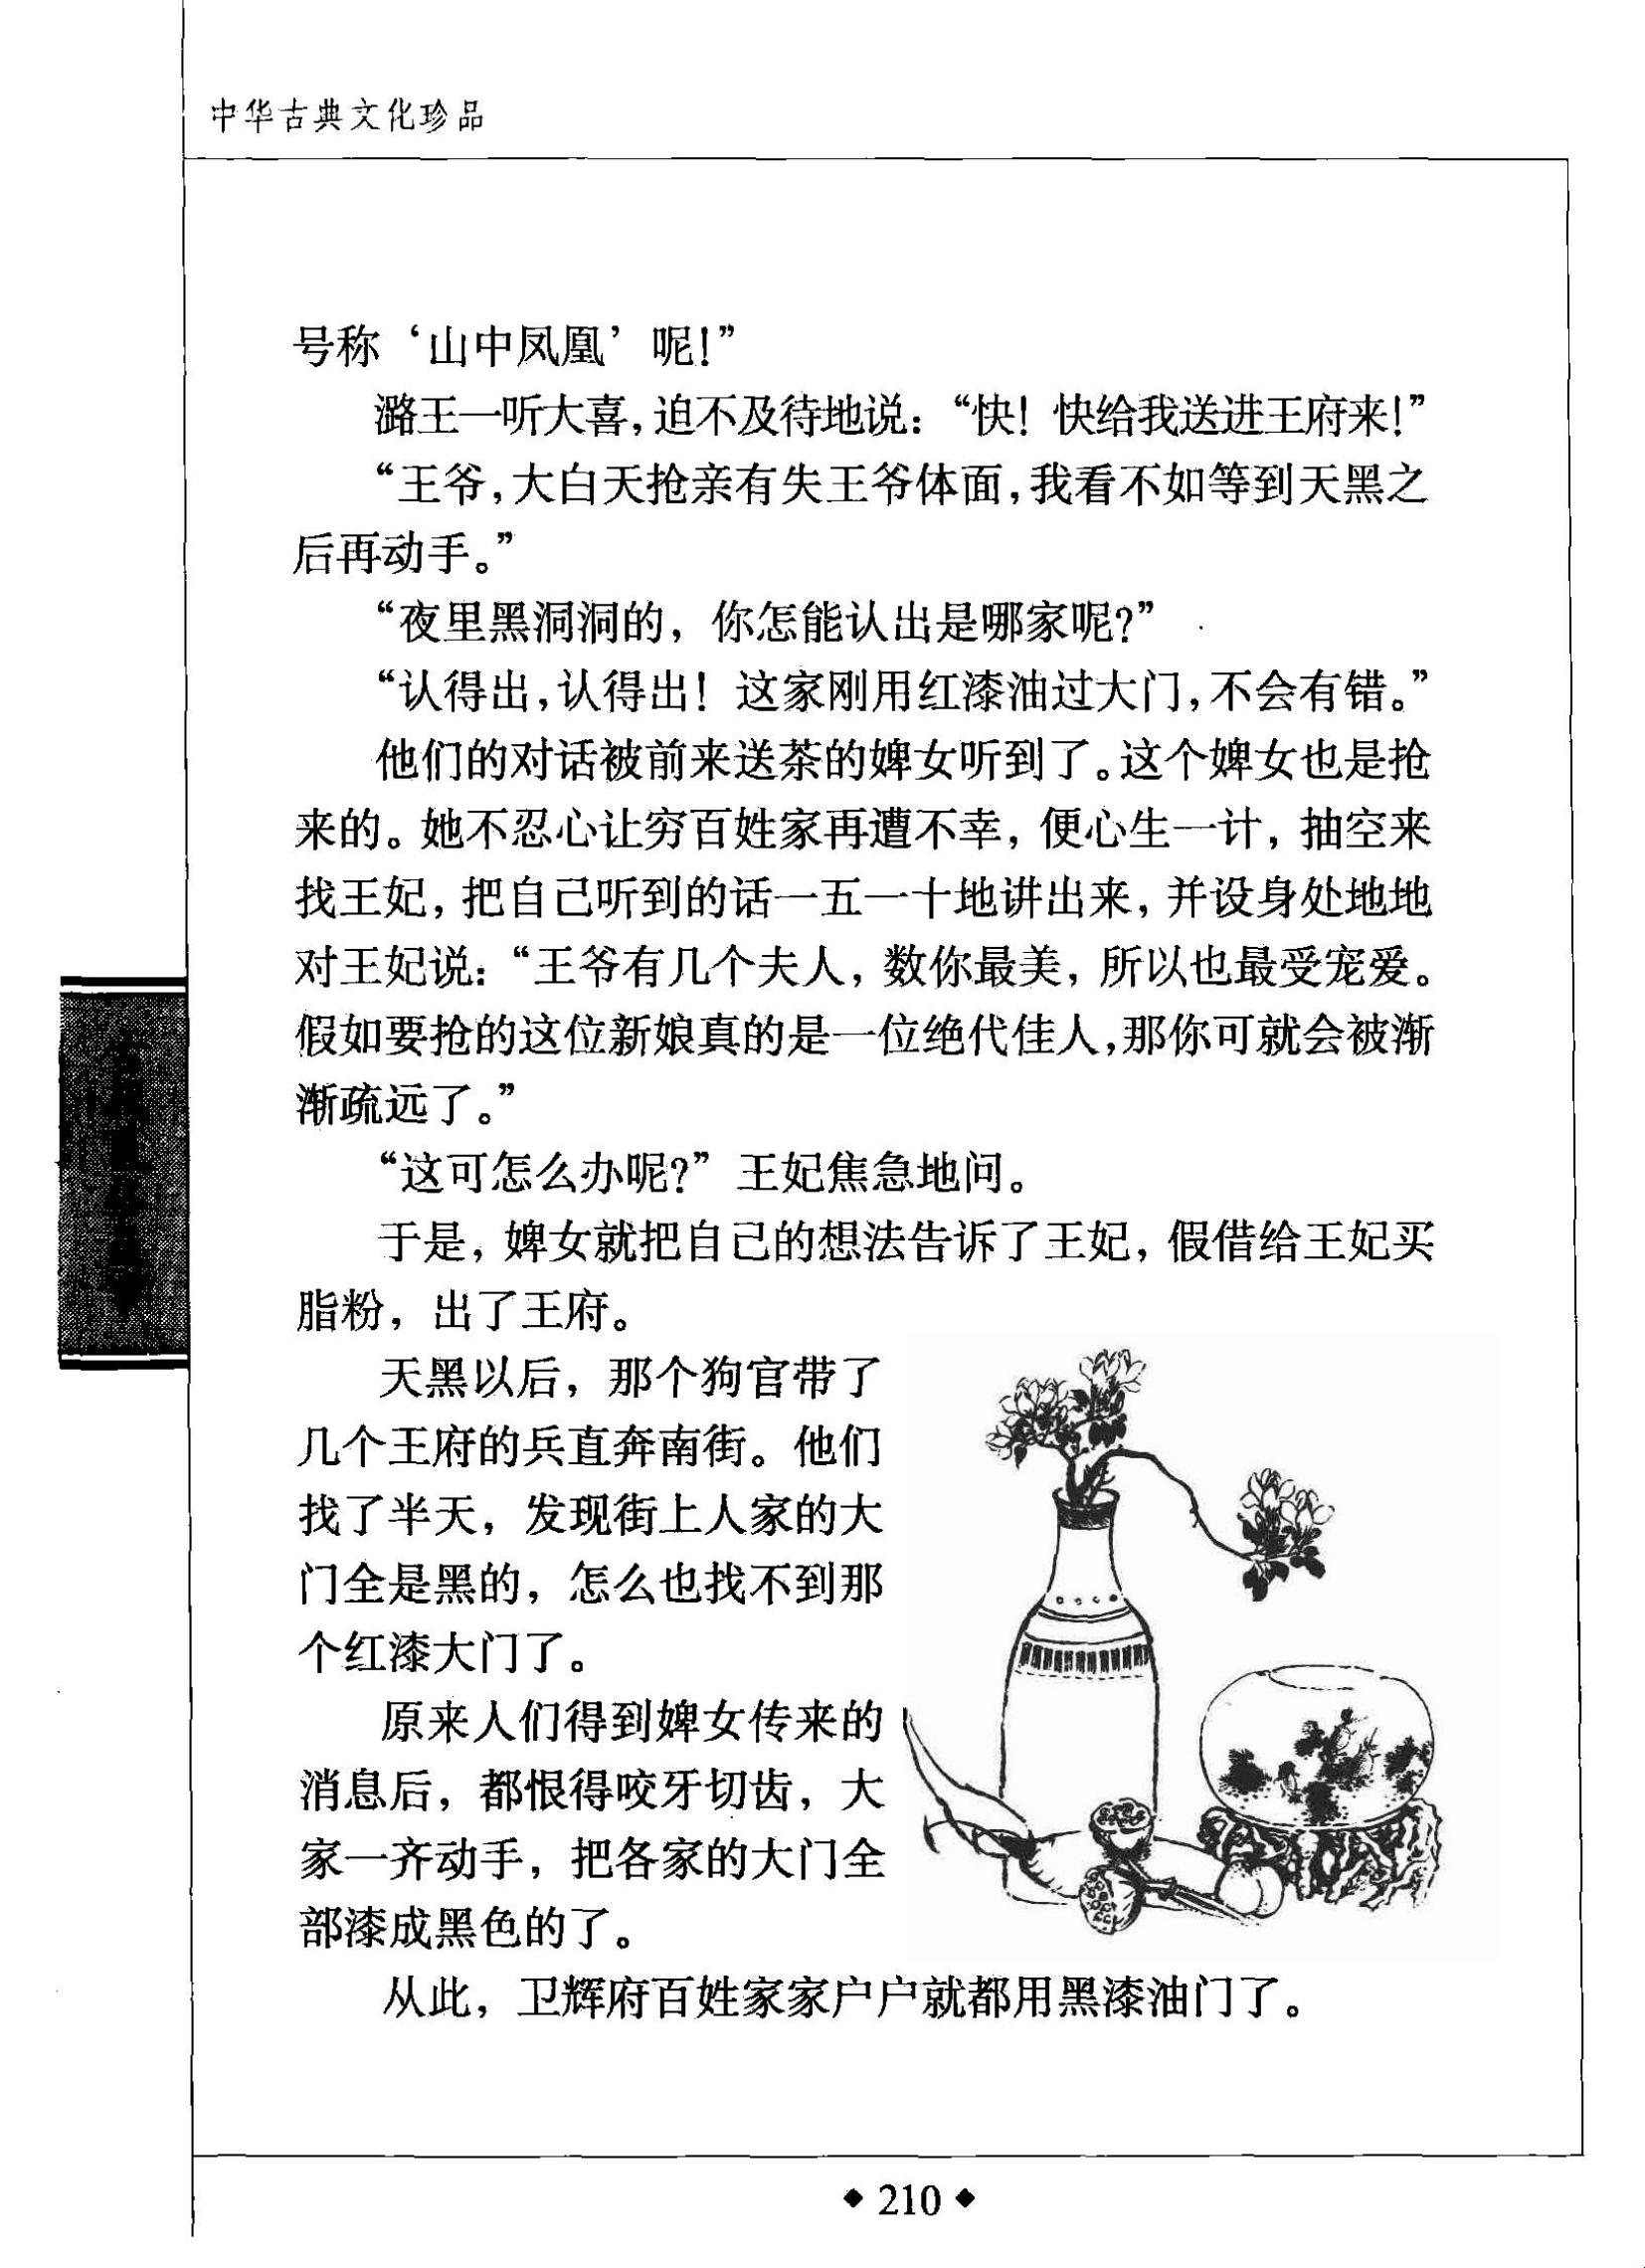 中华古典文化珍品
号称‘山中凤凰’呢!”
潞王一听大喜,迫不及待地说:“快!快给我送进王府来!”
“王爷,大白天抢亲有失王爷体面,我看不如等到天黑之
后再动手。”
“夜里黑洞洞的,你怎能认出是哪家呢?”
“认得出,认得出!这家刚用红漆油过大门,不会有错。”
他们的对话被前来送茶的婢女听到了。这个婢女也是抢
来的。她不忍心让穷百姓家再遭不幸,便心生一计,抽空来
找王妃,把自己听到的话一五一十地讲出来,并设身处地地
对王妃说:“王爷有几个夫人,数你最美,所以也最受宠爱。
假如要抢的这位新娘真的是一位绝代佳人,那你可就会被渐
渐疏远了。”
“这可怎么办呢?”王妃焦急地问。
于是,婢女就把自己的想法告诉了王妃,假借给王妃买
脂粉,出了王府。
天黑以后,那个狗官带了
几个王府的兵直奔南街。他们
找了半天,发现街上人家的大
门全是黑的,怎么也找不到那
个红漆大门了。
原来人们得到婢女传来的
消息后,都恨得咬牙切齿,大
家一齐动手,把各家的大门全
部漆成黑色的了。
从此,卫辉府百姓家家户户就都用黑漆油门了。
◆ 210 ◆